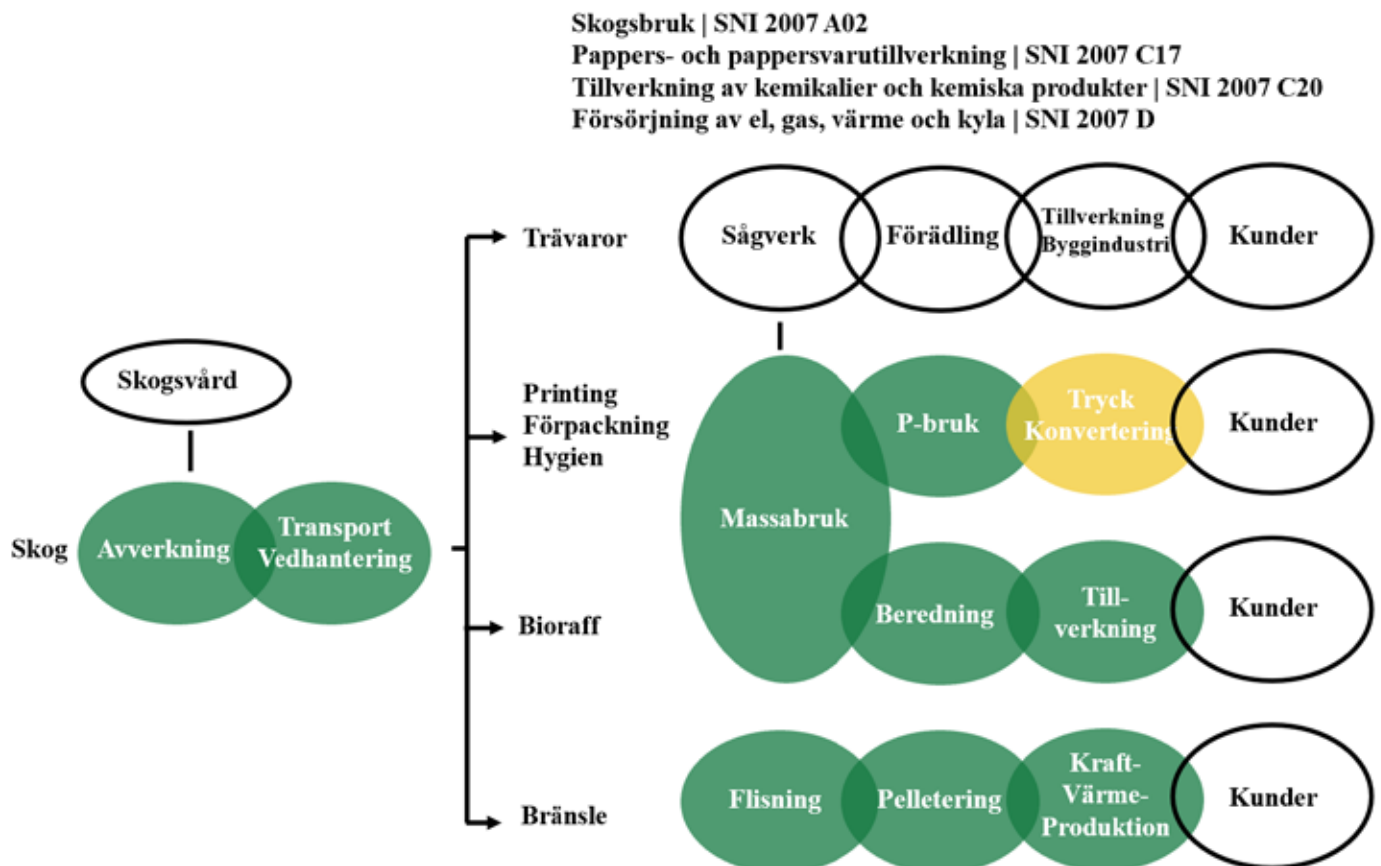 Skogsbruk | SNI 2007 A02
Pappers- och pappersvarutillverkning | SNI 2007 C17
Tillverkning av kemikalier och kemiska produkter | SNI 2007 C20
Försörjning av el, gas, värme och kyla | SNI 2007 D
Trävaror
Sågverk
Förädling
Tillverkning
Byggindustri
Kunder
Skogsvård
Printing
Förpackning
Hygien
P-bruk
Tryck
Konvertering
Kunder
Massabruk
Skog
Avverkning
Transport
Vedhantering
Bioraff
Beredning
Till-
verkning
Kunder
Bränsle
Flisning
Pelletering
Kraft-
Värme-
Produktion
Kunder